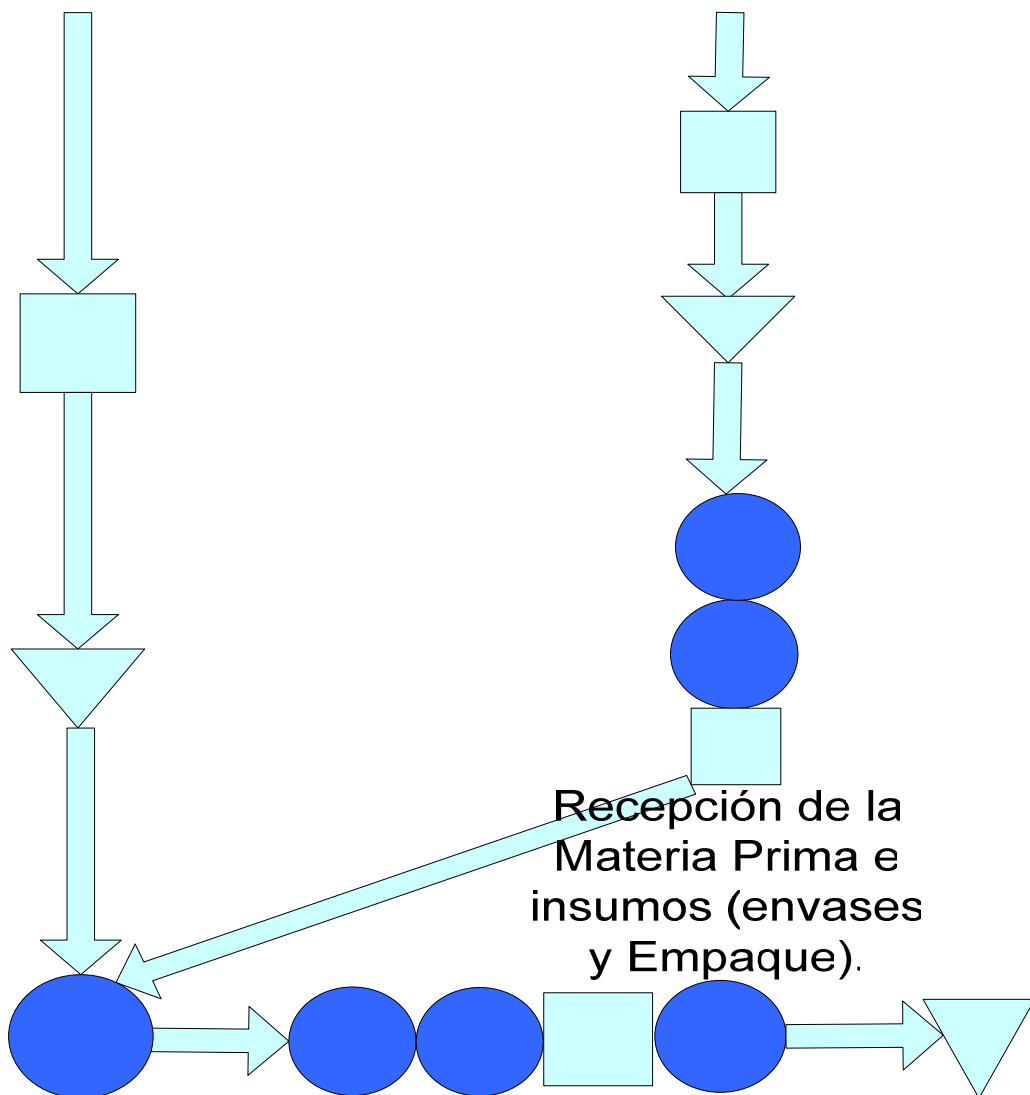 Recepción de la
Materia Prima e
insumos (envases
y Empaque).